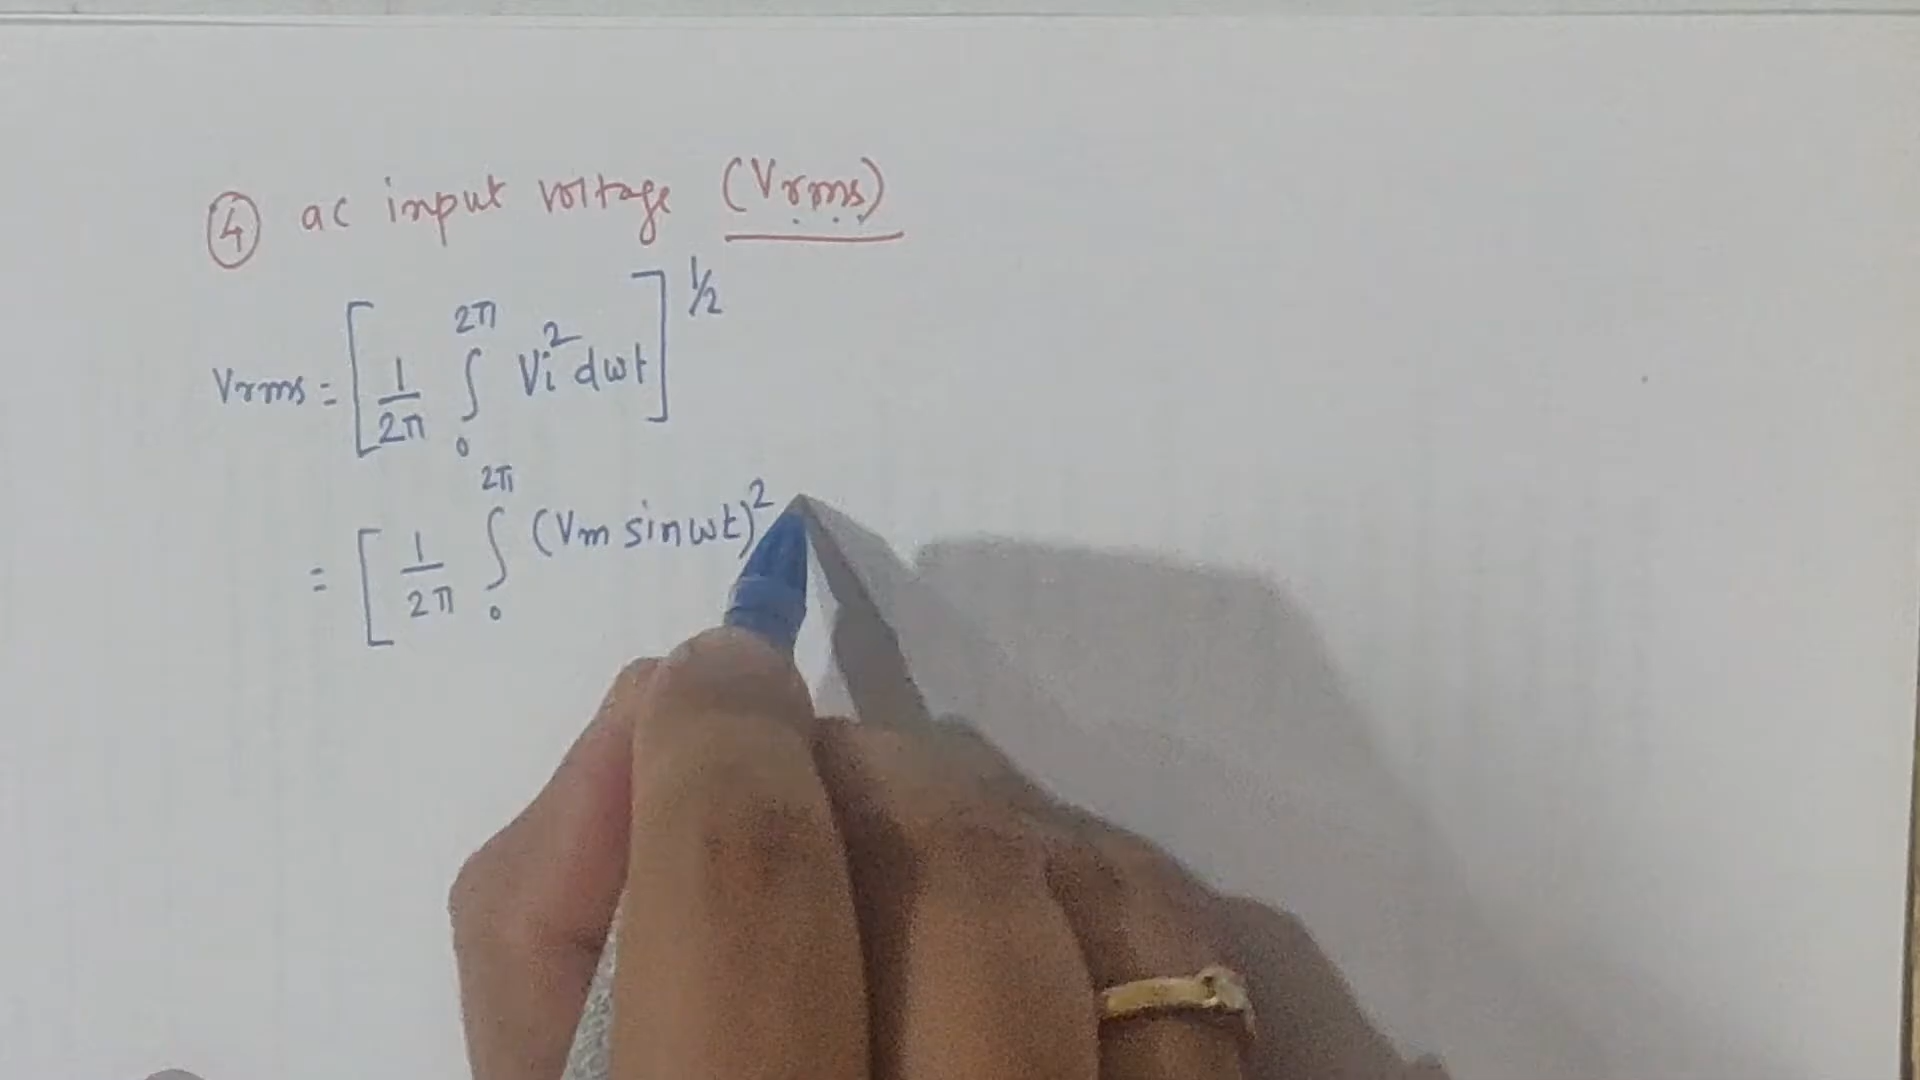 ④ ac input voltage (Vrms)
Vrms = [1/2π ∫₀^2π Vi² dωt]^1/2
= [1/2π ∫₀^2π (Vm sinωt)²